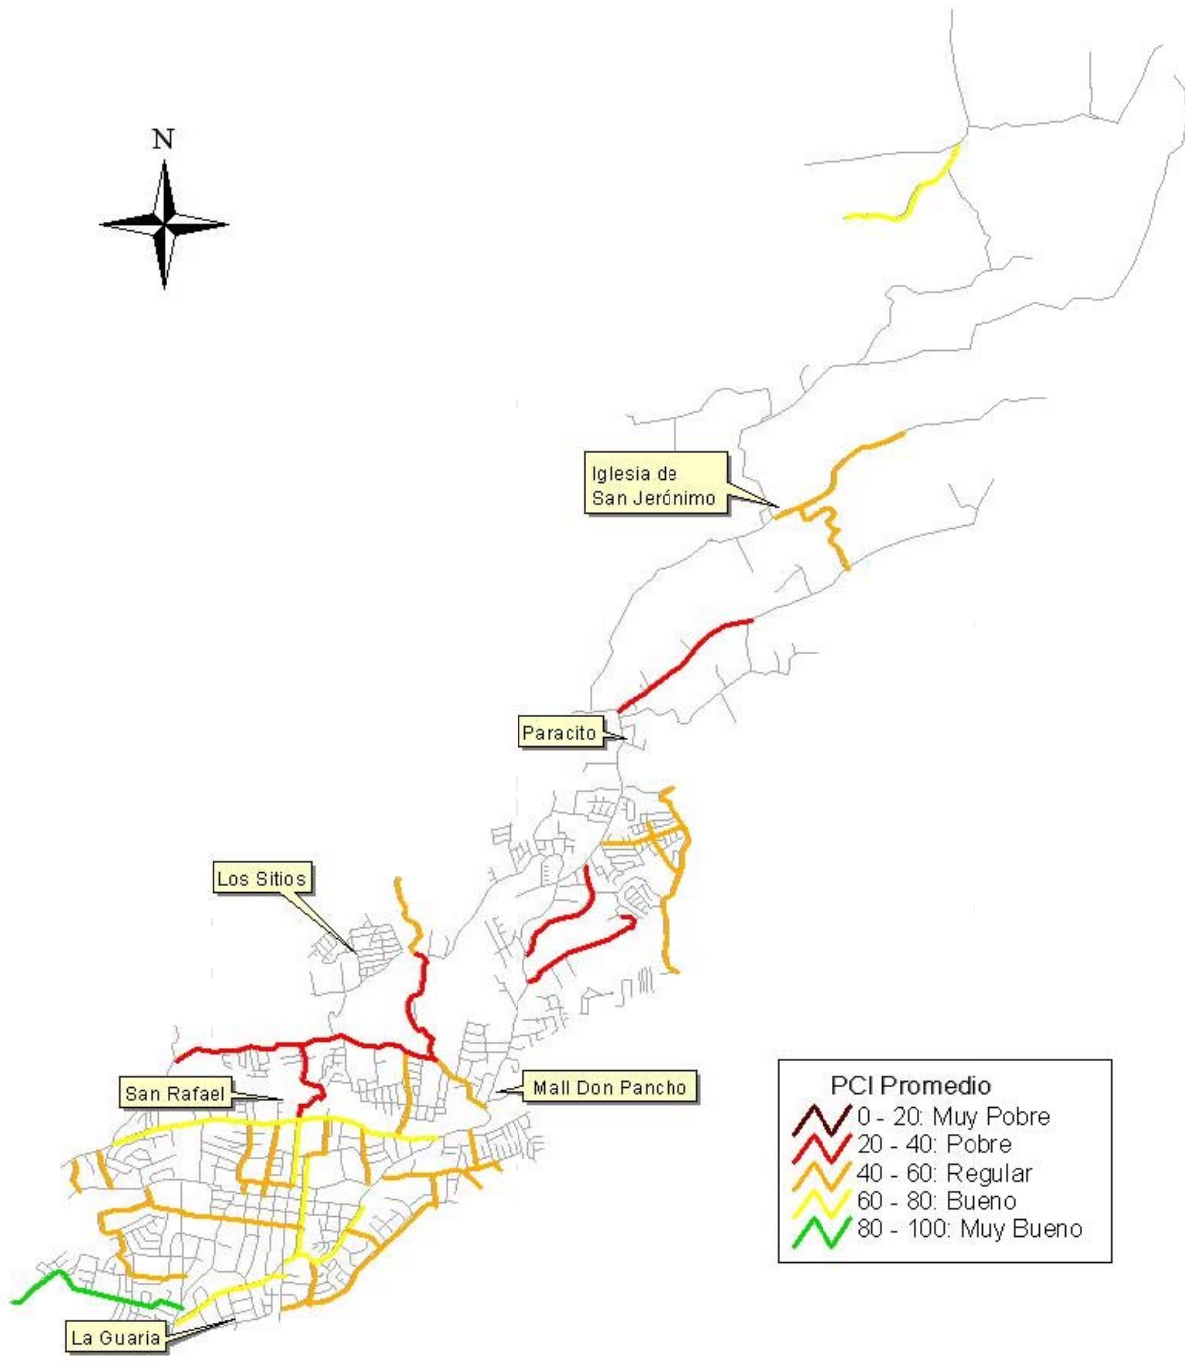 N
Iglesia de
San Jerónimo
Paracito
Los Sitios
San Rafael
Mall Don Pancho
La Guaria
PCI Promedio
0 - 20: Muy Pobre
20 - 40: Pobre
40 - 60: Regular
60 - 80: Bueno
80 - 100: Muy Bueno